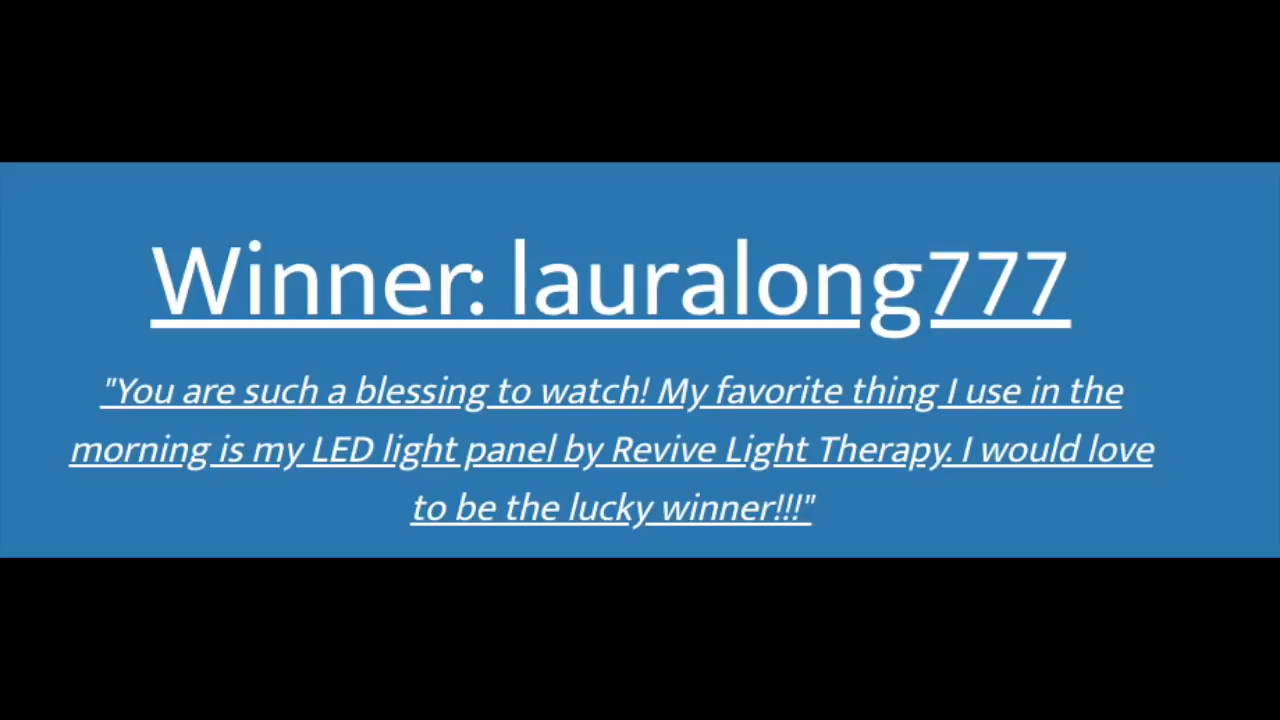 Winner: lauralong777
"You are such a blessing to watch! My favorite thing I use in the
morning is my LED light panel by Revive Light Therapy. I would love
to be the lucky winner!!!"